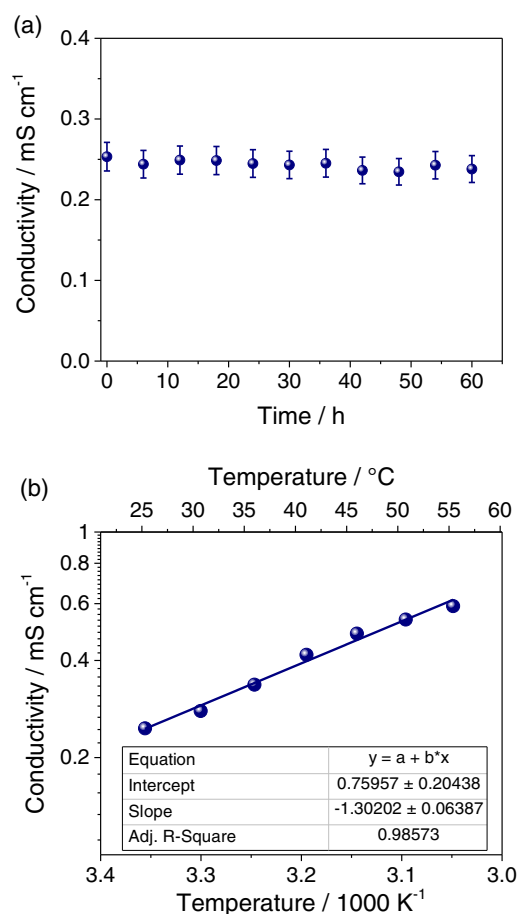 (a)
0.4
0.3
0.2
0.1
0.0
Conductivity / mS cm⁻¹
0 10 20 30 40 50 60
Time / h
(b)
Temperature / °C
25 30 35 40 45 50 55 60
1
0.8
0.6
0.4
0.2
Conductivity / mS cm⁻¹
Equation y = a + b*x
Intercept 0.75957 ± 0.20438
Slope -1.30202 ± 0.06387
Adj. R-Square 0.98573
3.4 3.3 3.2 3.1 3.0
Temperature / 1000 K⁻¹